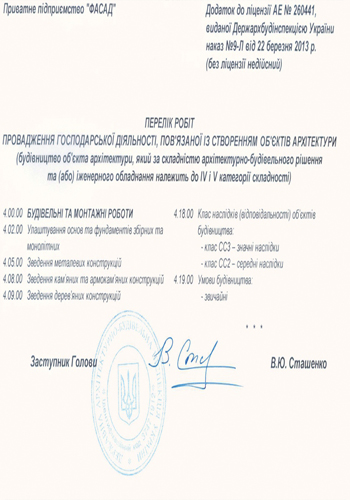 Приватне підприємство "ФАСАД"
Додаток до ліцензії АЕ № 260441,
виданої Держархбудінспекцією України
наказ №9-Л від 22 березня 2013 р.
(без ліцензії недійсний)
ПЕРЕЛІК РОБІТ
ПРОВАДЖЕННЯ ГОСПОДАРСЬКОЇ ДІЯЛЬНОСТІ, ПОВ'ЯЗАНОЇ ІЗ СТВОРЕННЯМ ОБ'ЄКТІВ АРХІТЕКТУРИ
(будівництво об'єкта архітектури, який за складністю архітектурно-будівельного рішення
та (або) інженерного обладнання належить до IV і V категорії складності)
4.00.00 БУДІВЕЛЬНІ ТА МОНТАЖНІ РОБОТИ
4.02.00 Улаштування основ та фундаментів збірних та
монолітних
4.05.00 Зведення металевих конструкцій
4.08.00 Зведення кам'яних та армокам'яних конструкцій
4.09.00 Зведення дерев'яних конструкцій
4.18.00 Клас наслідків (відповідальності) об'єктів
будівництва:
- клас СС3 – значні наслідки
- клас СС2 – середні наслідки
4.19.00 Умови будівництва:
- звичайні
* * *
Заступник Голови
В.Ю. Сташенко